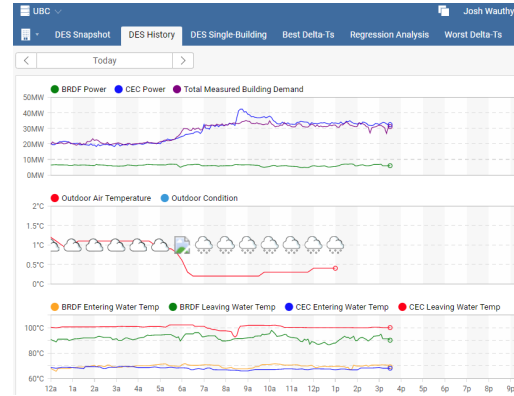 UBC Josh Wauthy
DES Snapshot DES History DES Single-Building Best Delta-Ts Regression Analysis Worst Delta-Ts
Today
BRDF Power CEC Power Total Measured Building Demand
50MW
40MW
30MW
20MW
10MW
0MW
Outdoor Air Temperature Outdoor Condition
2°C
1.5°C
1°C
0.5°C
0°C
BRDF Entering Water Temp BRDF Leaving Water Temp CEC Entering Water Temp CEC Leaving Water Temp
100°C
80°C
60°C
12a 1a 2a 3a 4a 5a 6a 7a 8a 9a 10a 11a 12p 1p 2p 3p 4p 5p 6p 7p 8p 9p